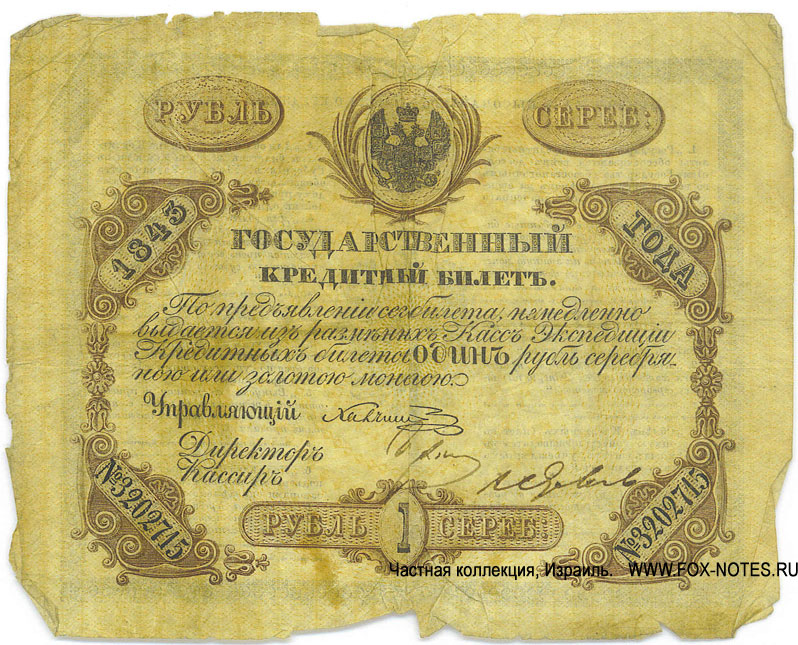 РУБЛЬ СЕРЕБ:
1843 ГОДА
ГОСУДАРСТВЕННЫЙ
КРЕДИТНЫЙ БИЛЕТЪ.
По предъявленіи сего билета, немедленно
выдается изъ размѣнныхъ Кассъ Экспедиціи
Кредитныхъ билетовъ ОДИНЪ рубль серебря-
ною или золотою монетою.
Управляющій
Директоръ
Кассиръ
№3202715 №3202715
РУБЛЬ 1 СЕРЕБ:
Частная коллекция, Израиль. WWW.FOX-NOTES.RU